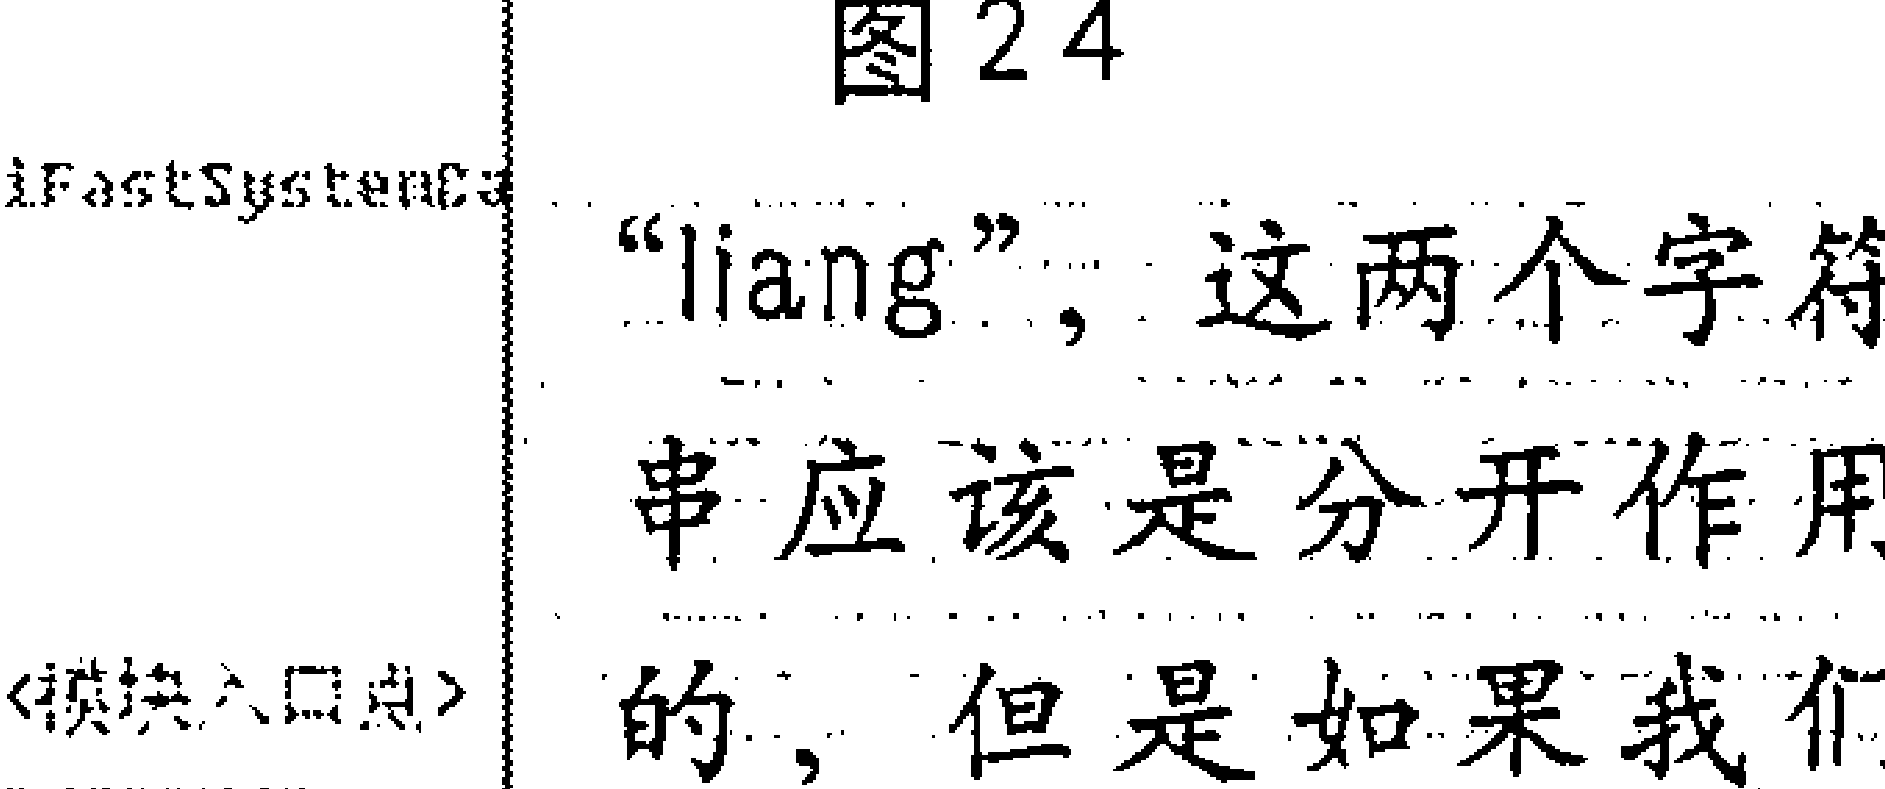 图24
iFastSystemCa
“liang”，这两个字符
串应该是分开作用
<模块入口点>
的，但是如果我们